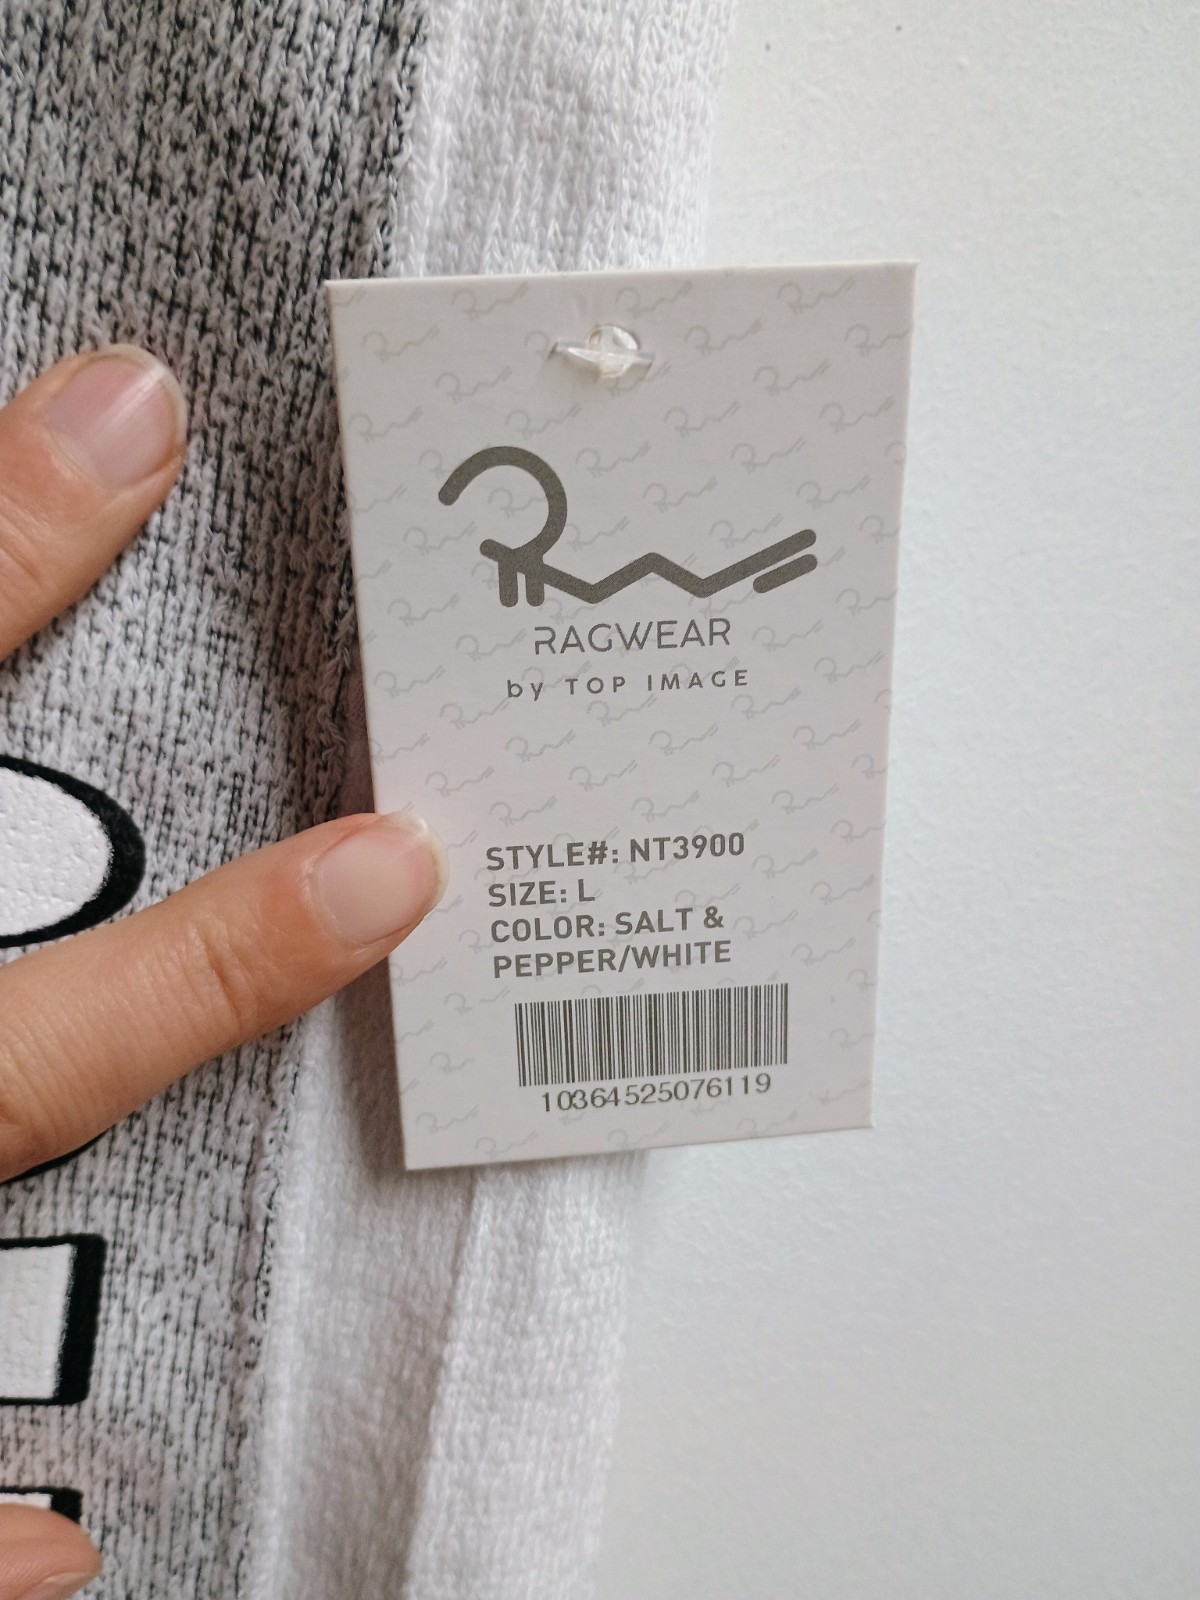 RAGWEAR
by TOP IMAGE
STYLE#: NT3900
SIZE: L
COLOR: SALT &
PEPPER/WHITE
10364525076119